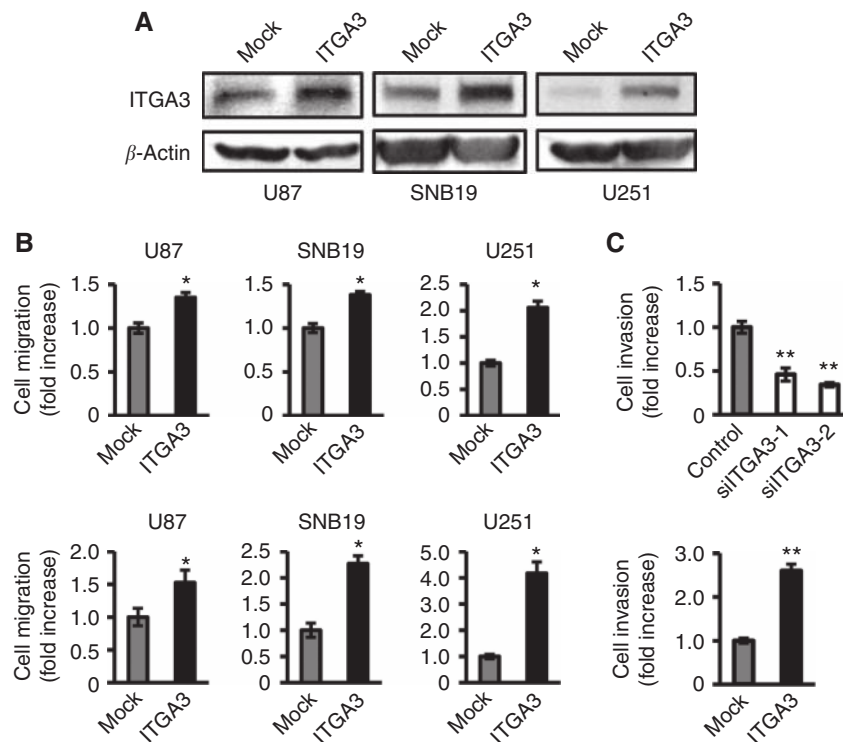 A
Mock ITGA3 Mock ITGA3 Mock ITGA3
ITGA3
β-Actin
U87 SNB19 U251
B
U87 SNB19 U251
Cell migration
(fold increase)
1.5
1.0
0.5
0
Mock ITGA3
1.5
1.0
0.5
0
Mock ITGA3
2.5
2.0
1.5
1.0
0.5
0
Mock ITGA3
*
*
*
U87 SNB19 U251
Cell migration
(fold increase)
2.0
1.5
1.0
0.5
0
Mock ITGA3
2.5
2.0
1.5
1.0
0.5
0
Mock ITGA3
5.0
4.0
3.0
2.0
1.0
0
Mock ITGA3
*
*
*
C
Cell invasion
(fold increase)
1.5
1.0
0.5
0
**
**
Control siITGA3-1 siITGA3-2
Cell invasion
(fold increase)
3.0
2.0
1.0
0
**
Mock ITGA3